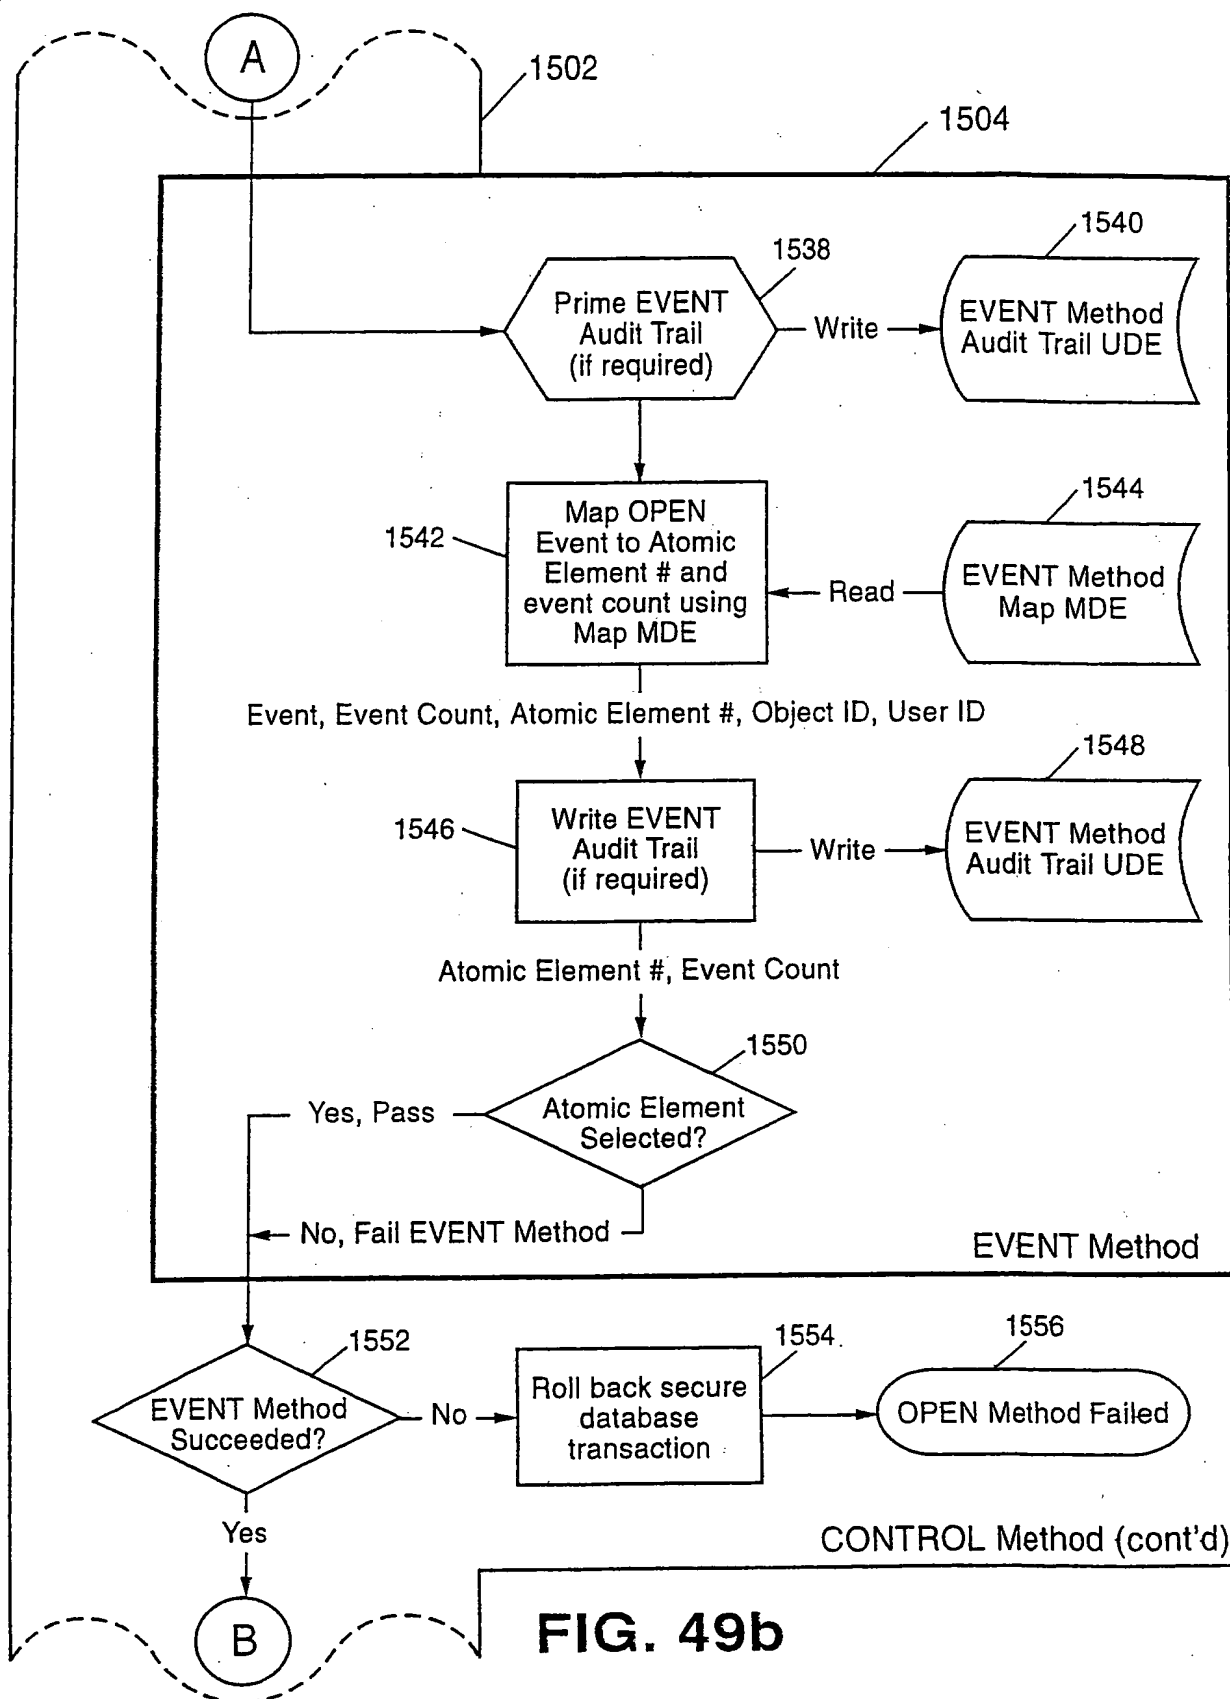 A
1502
1504
1538
1540
Prime EVENT
Audit Trail
(if required)
Write
EVENT Method
Audit Trail UDE
1542
Map OPEN
Event to Atomic
Element # and
event count using
Map MDE
Read
1544
EVENT Method
Map MDE
Event, Event Count, Atomic Element #, Object ID, User ID
1546
Write EVENT
Audit Trail
(if required)
Write
1548
EVENT Method
Audit Trail UDE
Atomic Element #, Event Count
1550
Atomic Element
Selected?
Yes, Pass
No, Fail EVENT Method
EVENT Method
1552
EVENT Method
Succeeded?
No
1554
Roll back secure
database
transaction
1556
OPEN Method Failed
Yes
CONTROL Method (cont'd)
B
FIG. 49b